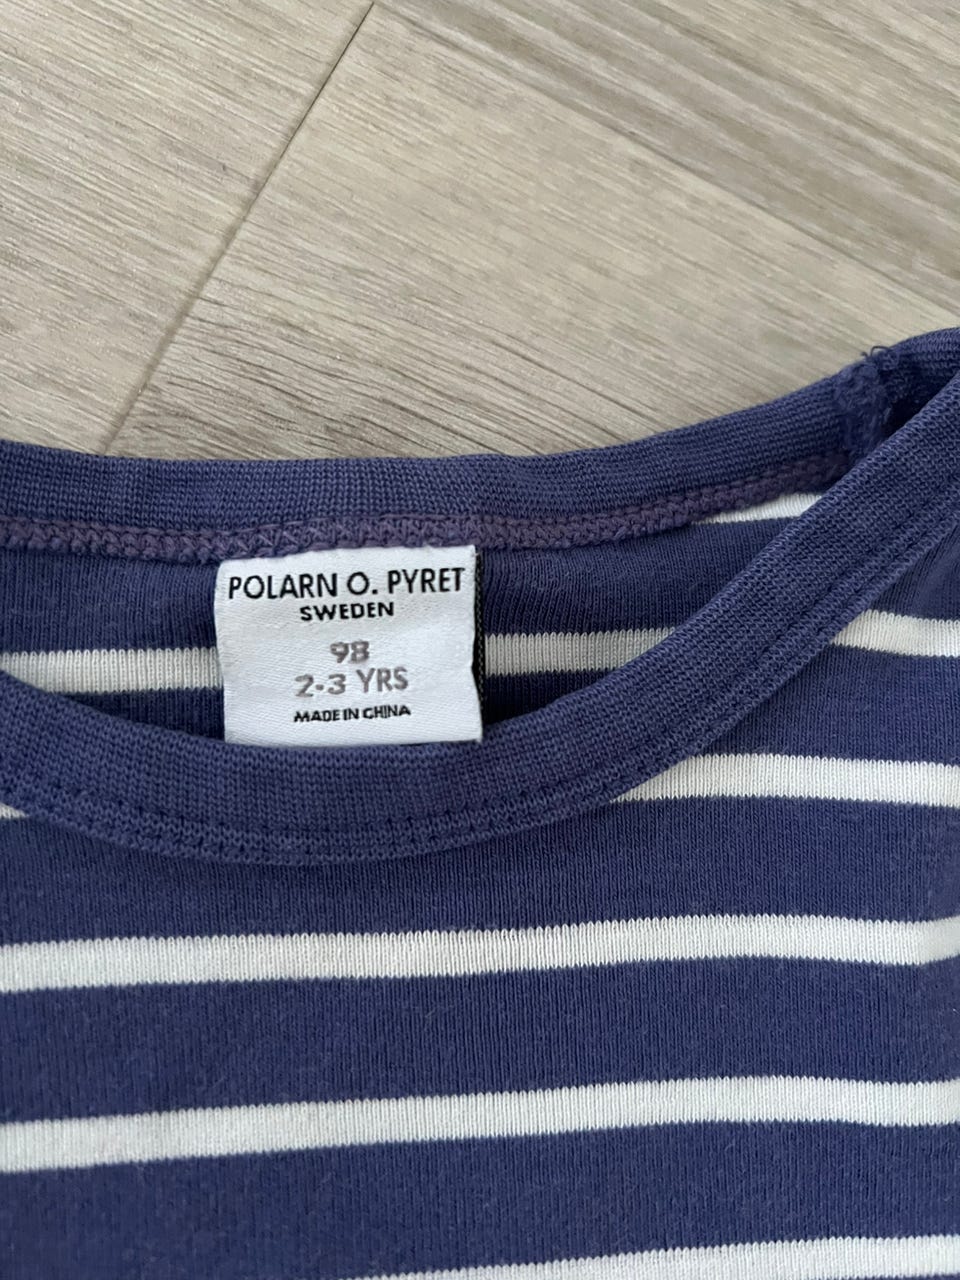 POLARN O. PYRET
SWEDEN
98
2-3 YRS
MADE IN CHINA